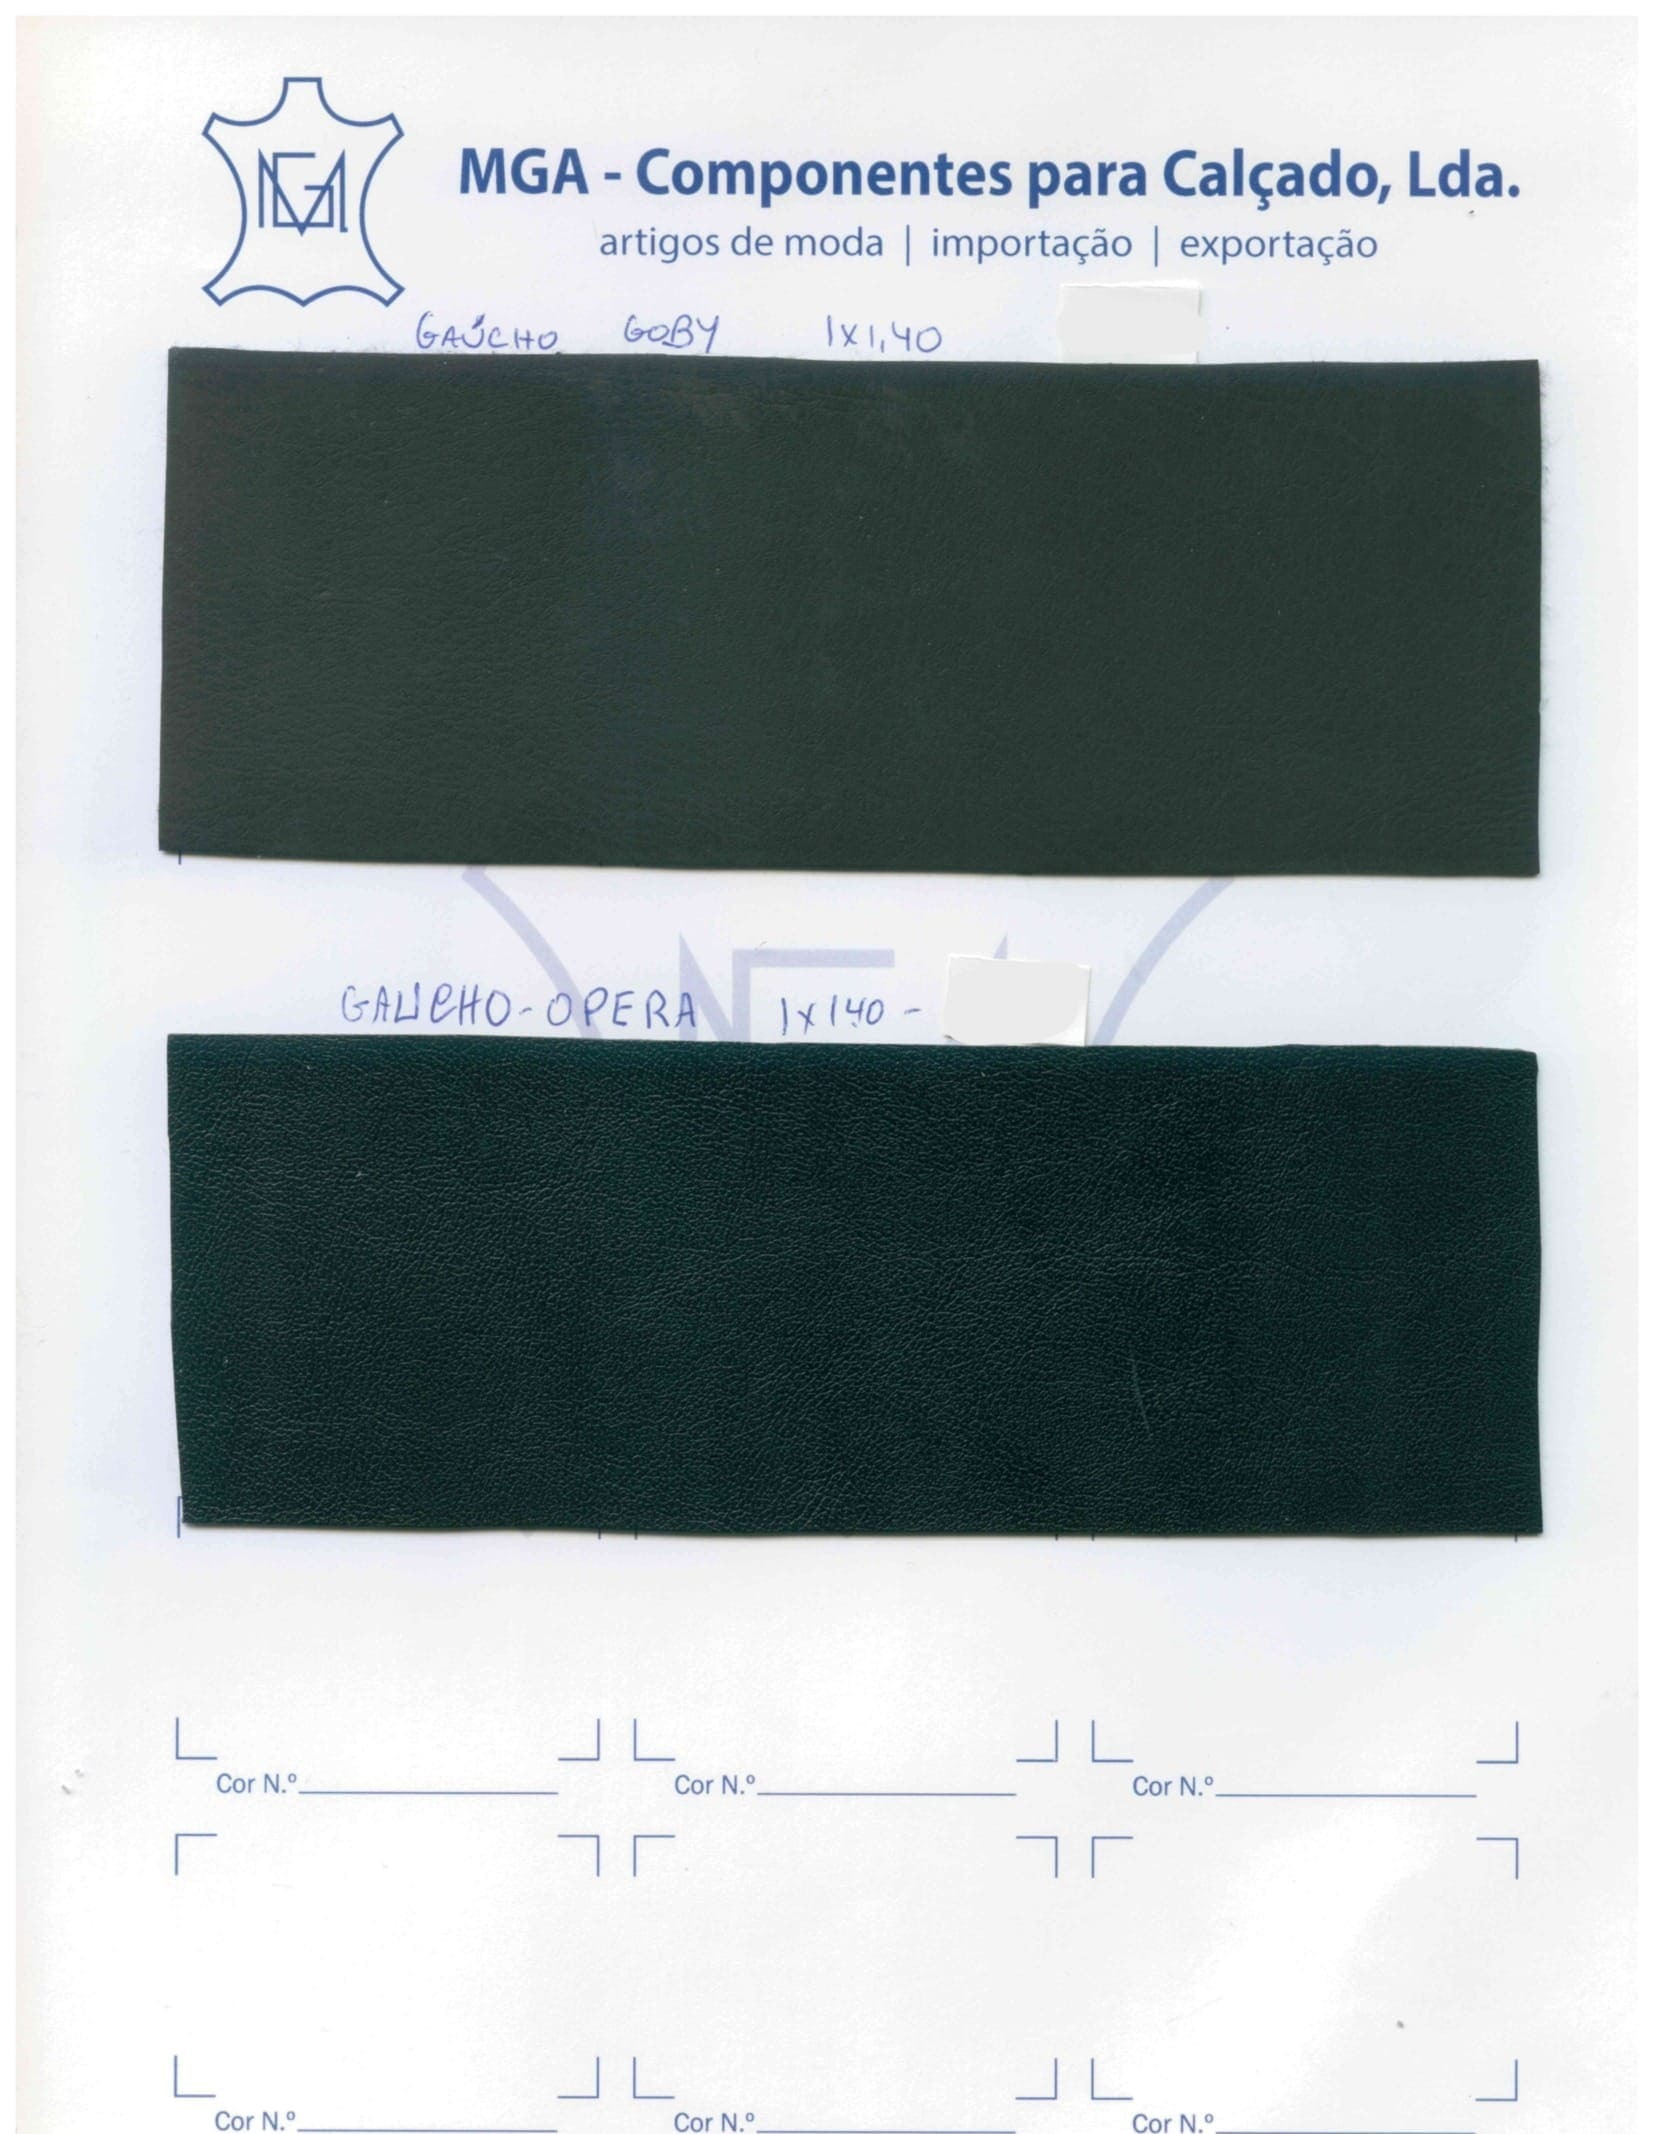 MGA
MGA - Componentes para Calçado, Lda.
artigos de moda | importação | exportação
GAÚCHO GOBY 1x1,40
GAUCHO-OPERA 1x140 -
Cor N.º Cor N.º Cor N.º
Cor N.º Cor N.º Cor N.º